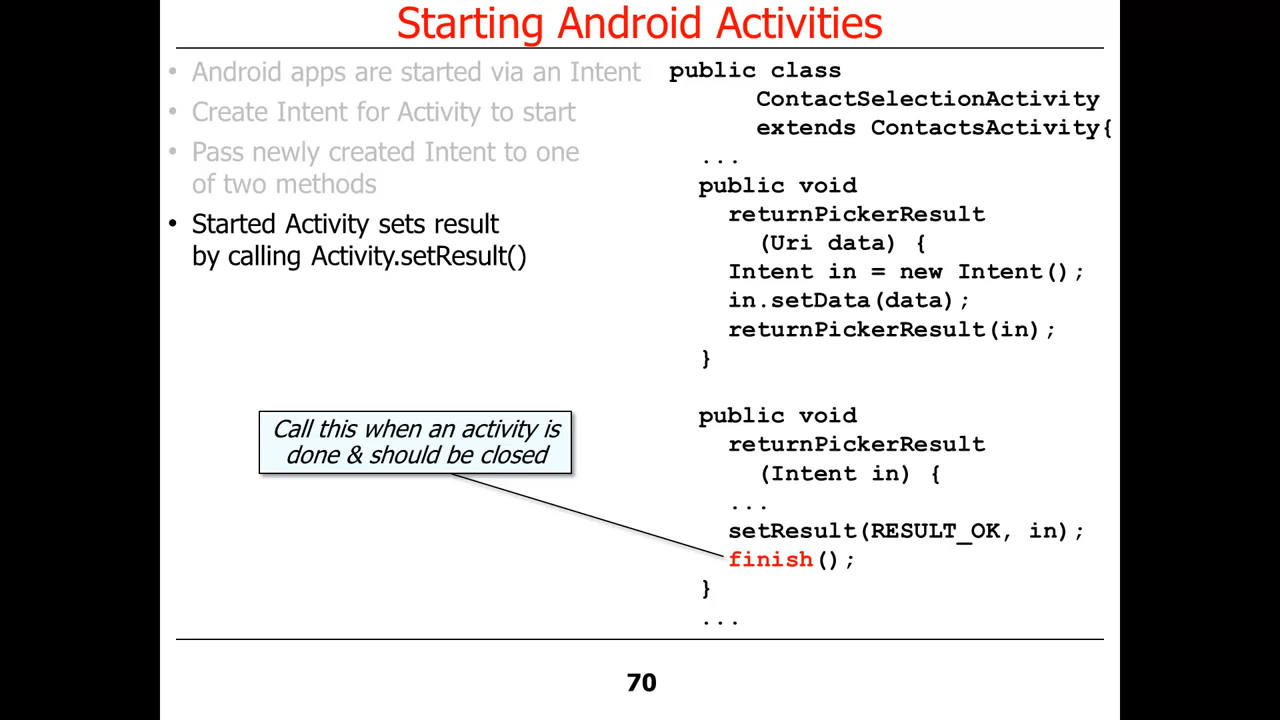 Starting Android Activities
• Android apps are started via an Intent
• Create Intent for Activity to start
• Pass newly created Intent to one
of two methods
• Started Activity sets result
by calling Activity.setResult()
Call this when an activity is
done & should be closed
public class
ContactSelectionActivity
extends ContactsActivity{
...
public void
returnPickerResult
(Uri data) {
Intent in = new Intent();
in.setData(data);
returnPickerResult(in);
}
public void
returnPickerResult
(Intent in) {
...
setResult(RESULT_OK, in);
finish();
}
...
70